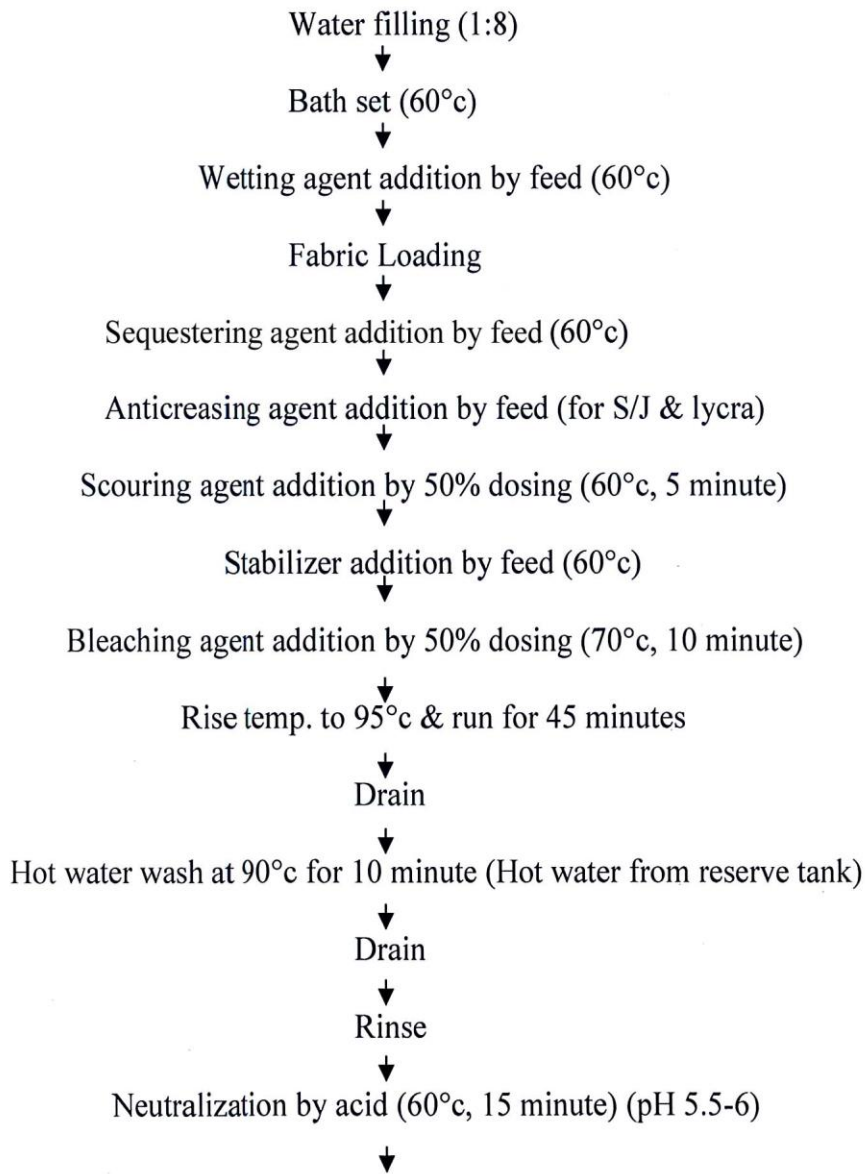 Water filling (1:8)
Bath set (60°c)
Wetting agent addition by feed (60°c)
Fabric Loading
Sequestering agent addition by feed (60°c)
Anticreasing agent addition by feed (for S/J & lycra)
Scouring agent addition by 50% dosing (60°c, 5 minute)
Stabilizer addition by feed (60°c)
Bleaching agent addition by 50% dosing (70°c, 10 minute)
Rise temp. to 95°c & run for 45 minutes
Drain
Hot water wash at 90°c for 10 minute (Hot water from reserve tank)
Drain
Rinse
Neutralization by acid (60°c, 15 minute) (pH 5.5-6)